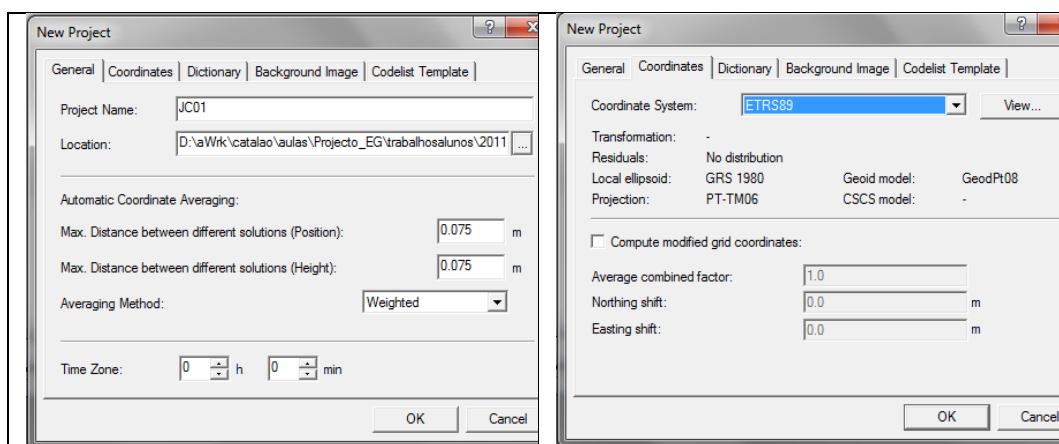 New Project
General Coordinates Dictionary Background Image Codelist Template
Project Name: JC01
Location: D:\aWrk\catalao\aulas\Projecto_EG\trabalhosalunos\2011 ...
Automatic Coordinate Averaging:
Max. Distance between different solutions (Position): 0.075 m
Max. Distance between different solutions (Height): 0.075 m
Averaging Method: Weighted
Time Zone: 0 h 0 min
OK Cancel
New Project
General Coordinates Dictionary Background Image Codelist Template
Coordinate System: ETRS89 View...
Transformation: -
Residuals: No distribution
Local ellipsoid: GRS 1980 Geoid model: GeodPt08
Projection: PT-TM06 CSCS model: -
Compute modified grid coordinates:
Average combined factor: 1.0
Northing shift: 0.0 m
Easting shift: 0.0 m
OK Cancel